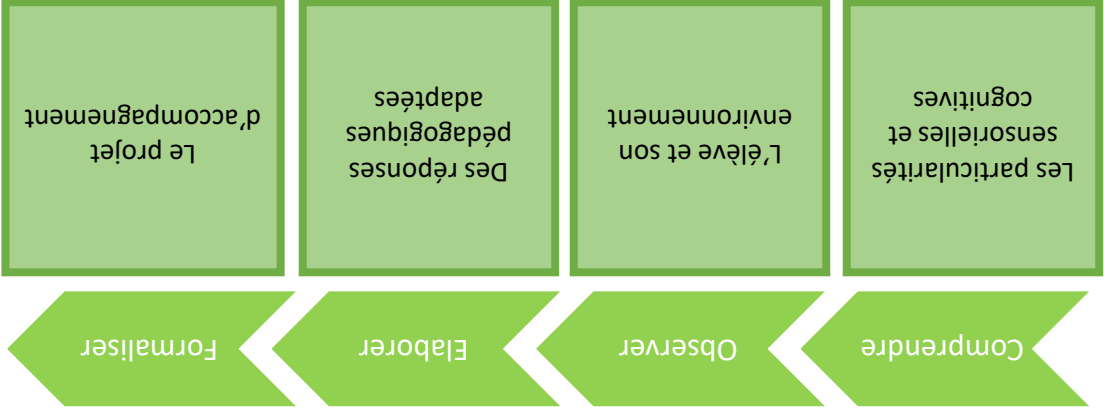 Comprendre
Observer
Elaborer
Formaliser
Les particularités
sensorielles et
cognitives
L'élève et son
environnement
Des réponses
pédagogiques
adaptées
Le projet
d'accompagnement